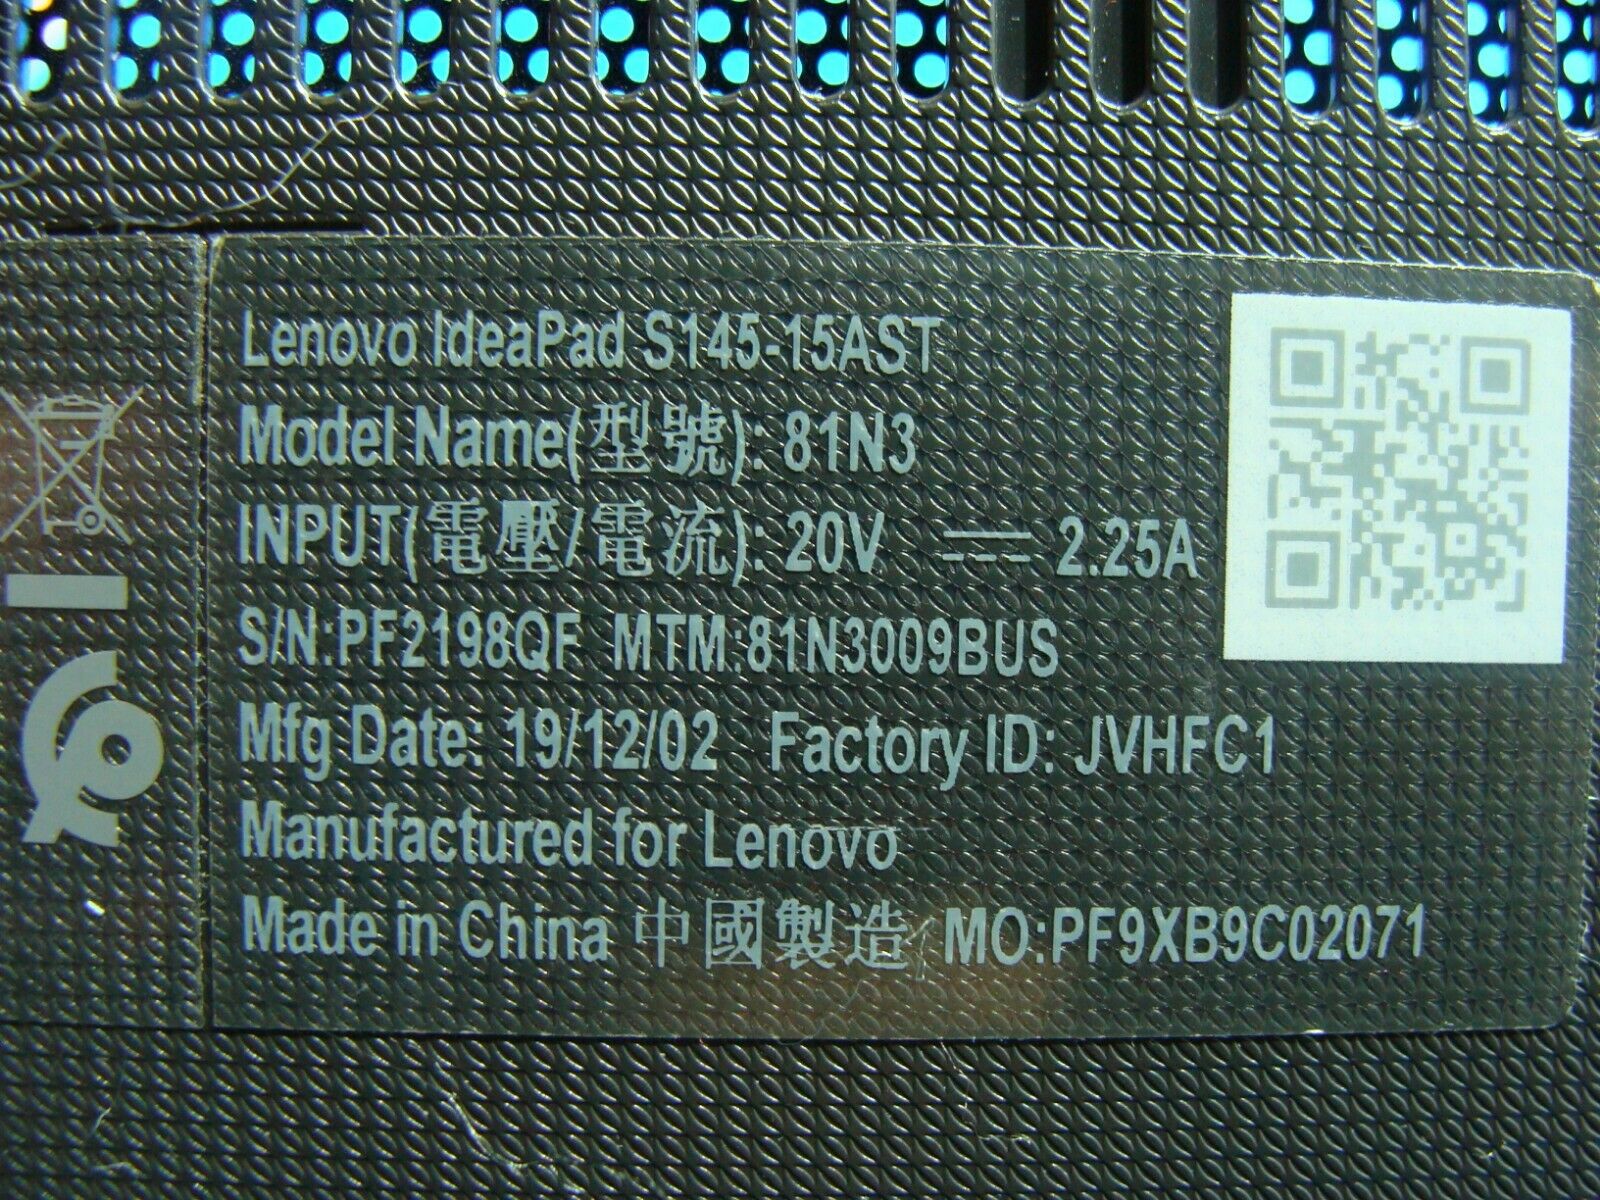 Lenovo IdeaPad S145-15AST
Model Name(型號): 81N3
INPUT(電壓/電流): 20V ⎓ 2.25A
S/N:PF2198QF MTM:81N3009BUS
Mfg Date: 19/12/02 Factory ID: JVHFC1
Manufactured for Lenovo
Made in China 中國製造 MO:PF9XB9C02071